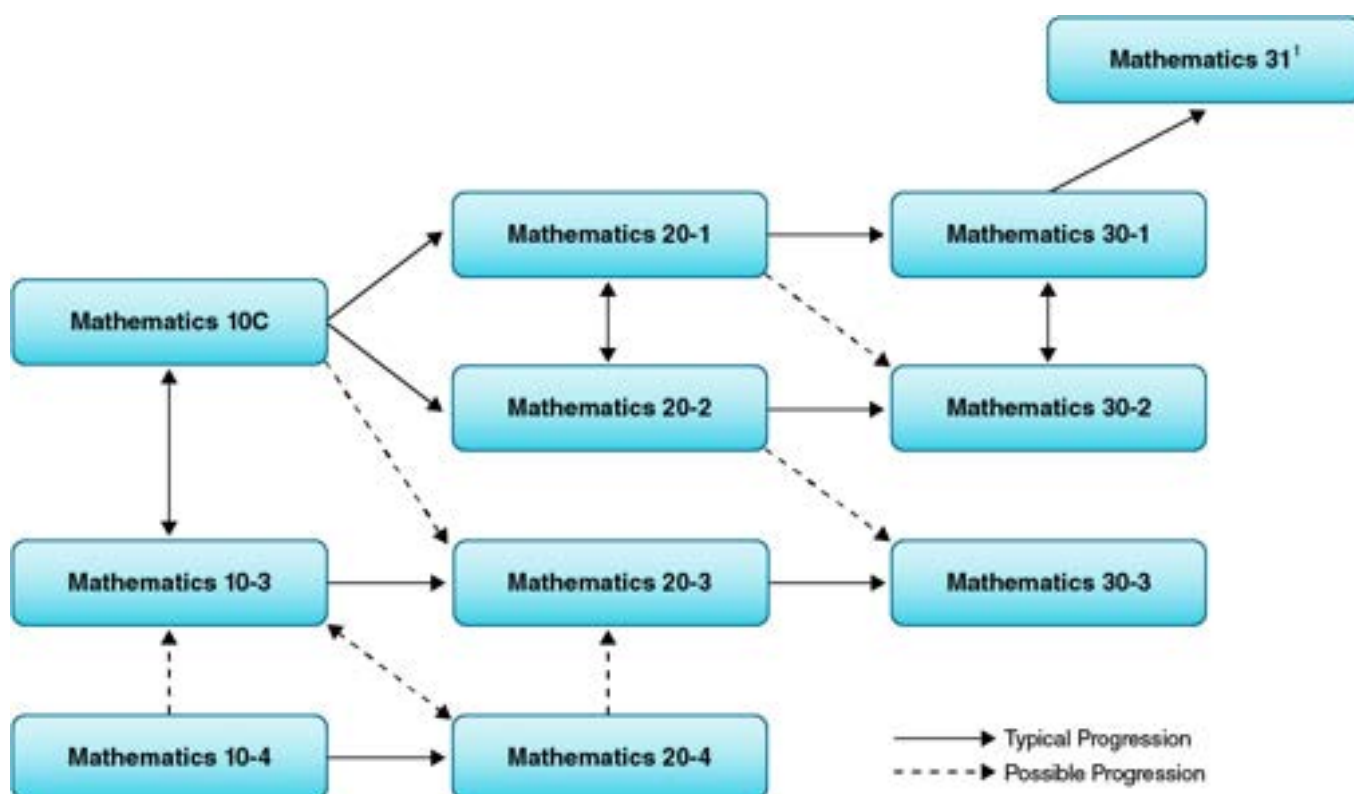 Mathematics 31¹
Mathematics 20-1
Mathematics 30-1
Mathematics 10C
Mathematics 20-2
Mathematics 30-2
Mathematics 10-3
Mathematics 20-3
Mathematics 30-3
Mathematics 10-4
Mathematics 20-4
Typical Progression
Possible Progression